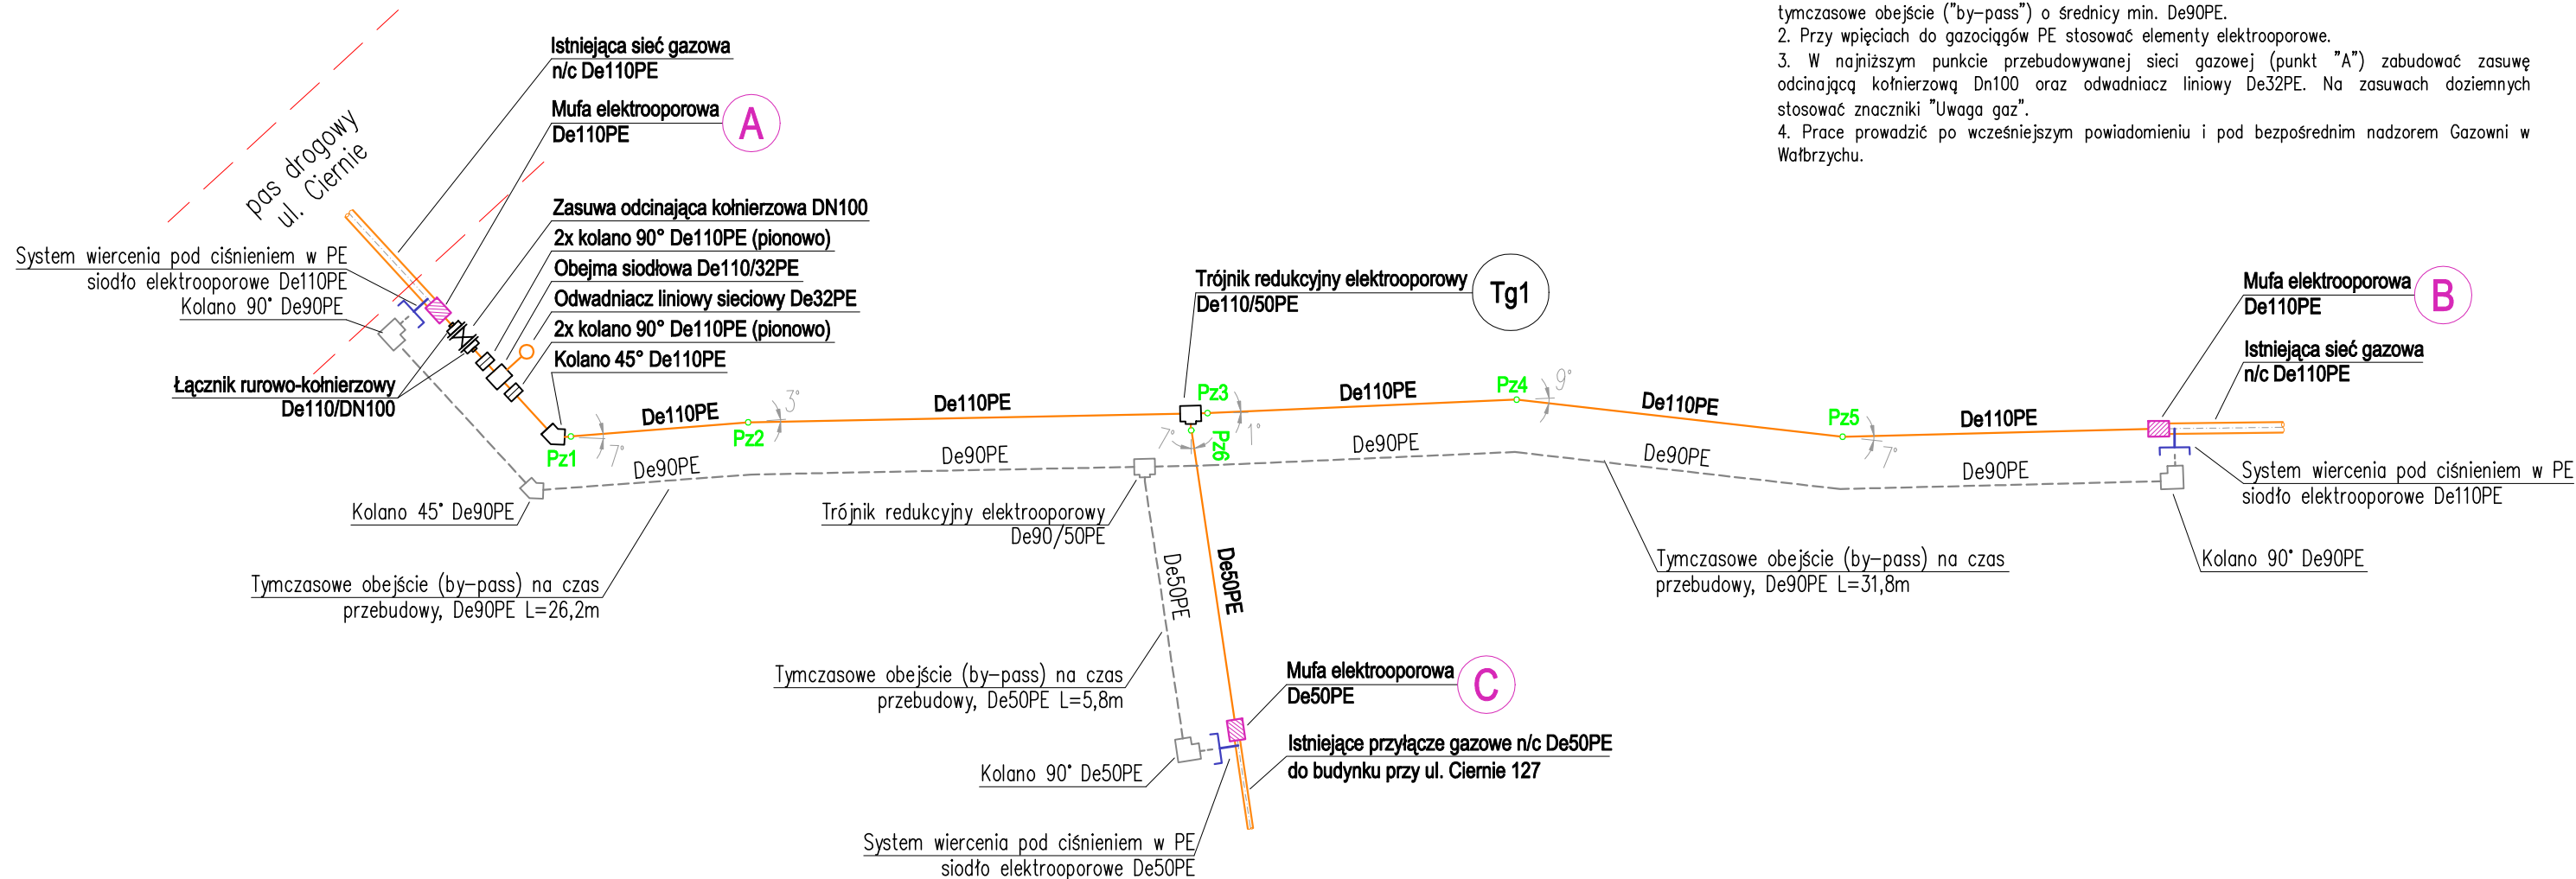 tymczasowe obejście ("by-pass") o średnicy min. De90PE.
2. Przy wpięciach do gazociągów PE stosować elementy elektrooporowe.
3. W najniższym punkcie przebudowywanej sieci gazowej (punkt "A") zabudować zasuwę
odcinającą kołnierzową Dn100 oraz odwadniacz liniowy De32PE. Na zasuwach doziemnych
stosować znaczniki "Uwaga gaz".
4. Prace prowadzić po wcześniejszym powiadomieniu i pod bezpośrednim nadzorem Gazowni w
Wałbrzychu.
Istniejąca sieć gazowa
n/c De110PE
Mufa elektrooporowa
De110PE
A
pas drogowy
ul. Ciernie
Zasuwa odcinająca kołnierzowa DN100
2x kolano 90° De110PE (pionowo)
Obejma siodłowa De110/32PE
Odwadniacz liniowy sieciowy De32PE
2x kolano 90° De110PE (pionowo)
Kolano 45° De110PE
System wiercenia pod ciśnieniem w PE
siodło elektrooporowe De110PE
Kolano 90° De90PE
Łącznik rurowo-kołnierzowy
De110/DN100
Trójnik redukcyjny elektrooporowy
De110/50PE
Tg1
Mufa elektrooporowa
De110PE
B
Istniejąca sieć gazowa
n/c De110PE
Pz1
7°
De110PE
Pz2
3°
De110PE
Pz3
1°
De110PE
Pz4
9°
De110PE
Pz5
7°
De110PE
7°
Pz6
De90PE
De90PE
De90PE
De90PE
De90PE
System wiercenia pod ciśnieniem w PE
siodło elektrooporowe De110PE
Kolano 90° De90PE
Kolano 45° De90PE
Trójnik redukcyjny elektrooporowy
De90/50PE
De50PE
De50PE
Tymczasowe obejście (by-pass) na czas
przebudowy, De90PE L=26,2m
Tymczasowe obejście (by-pass) na czas
przebudowy, De90PE L=31,8m
Tymczasowe obejście (by-pass) na czas
przebudowy, De50PE L=5,8m
Mufa elektrooporowa
De50PE
C
Istniejące przyłącze gazowe n/c De50PE
do budynku przy ul. Ciernie 127
Kolano 90° De50PE
System wiercenia pod ciśnieniem w PE
siodło elektrooporowe De50PE